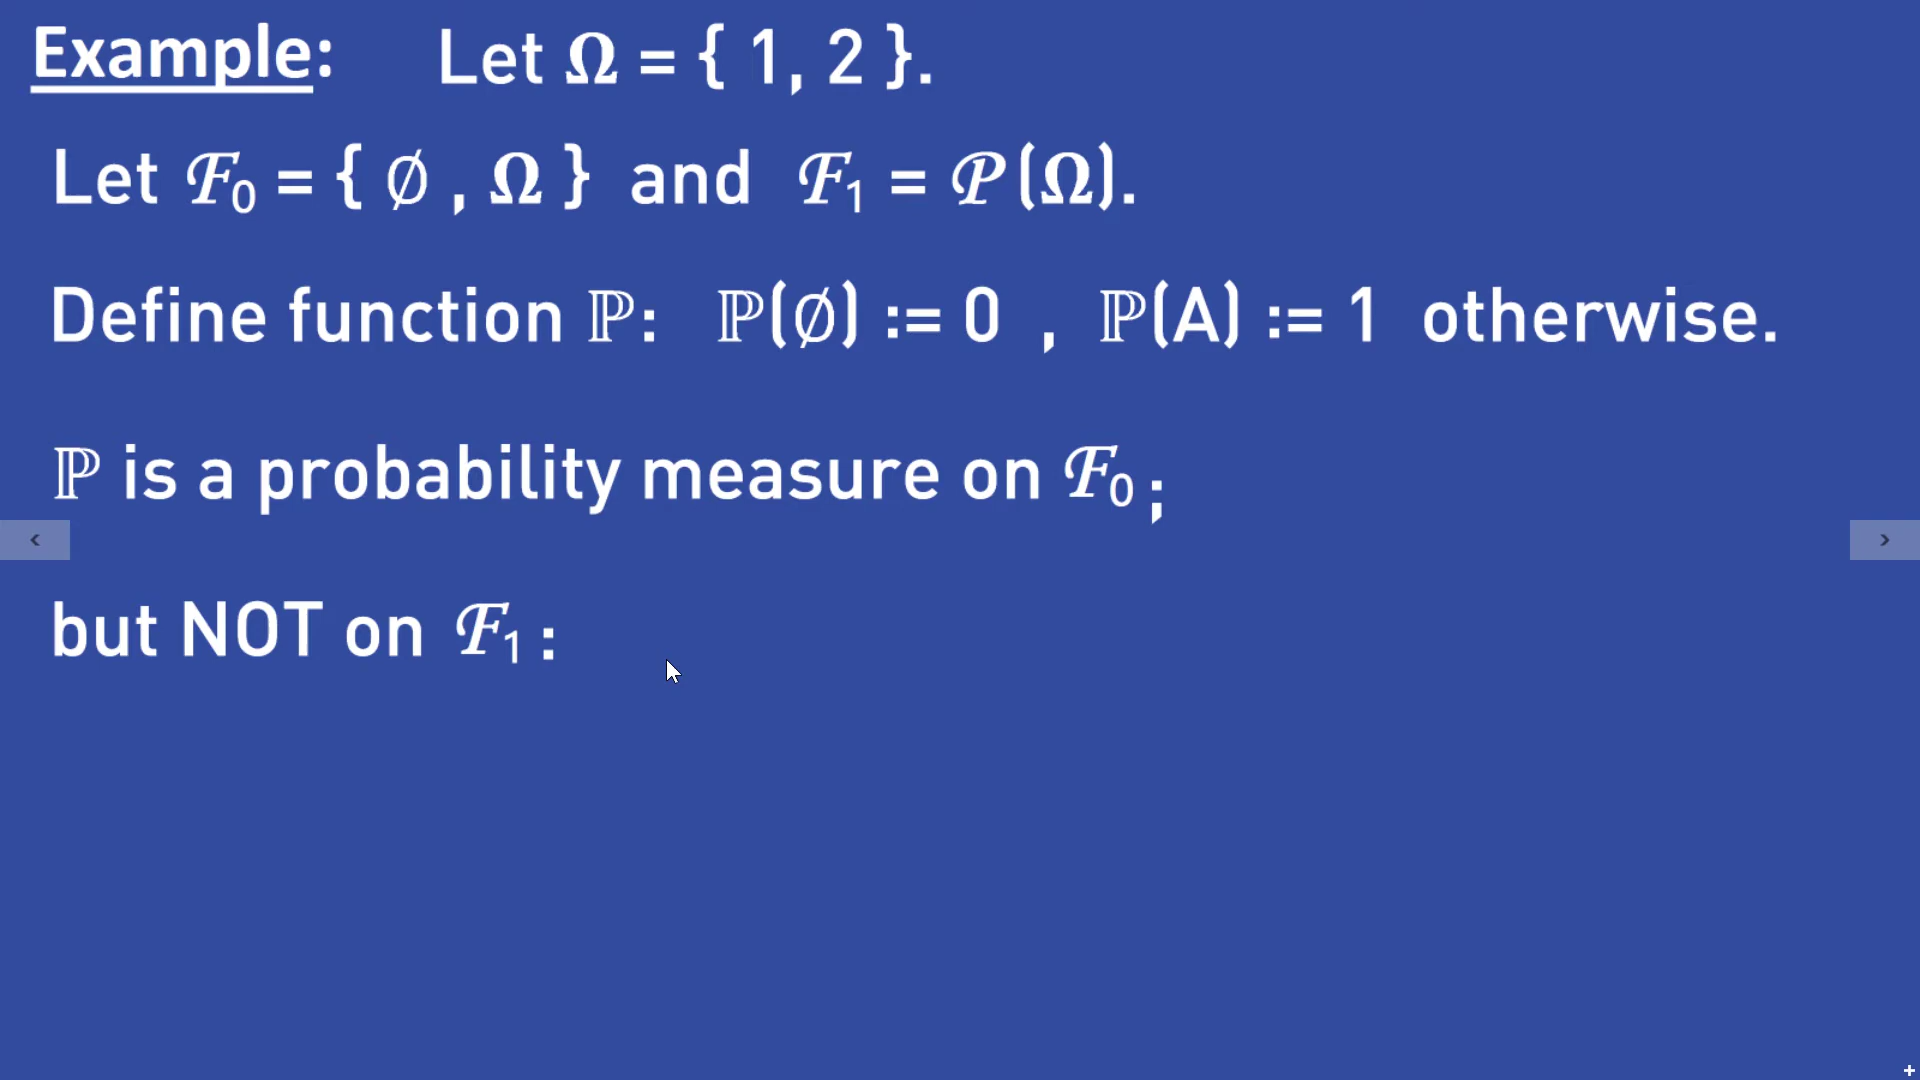 Example: Let Ω = { 1, 2 }.
Let ℱ₀ = { ∅ , Ω } and ℱ₁ = 𝒫(Ω).
Define function ℙ: ℙ(∅) := 0 , ℙ(A) := 1 otherwise.
ℙ is a probability measure on ℱ₀ ;
but NOT on ℱ₁ :